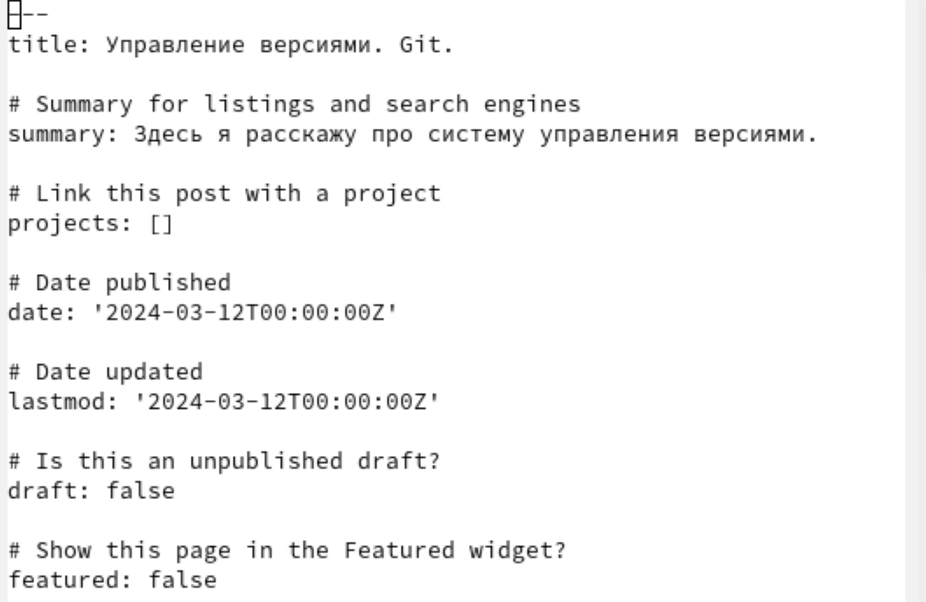 ---
title: Управление версиями. Git.
# Summary for listings and search engines
summary: Здесь я расскажу про систему управления версиями.
# Link this post with a project
projects: []
# Date published
date: '2024-03-12T00:00:00Z'
# Date updated
lastmod: '2024-03-12T00:00:00Z'
# Is this an unpublished draft?
draft: false
# Show this page in the Featured widget?
featured: false